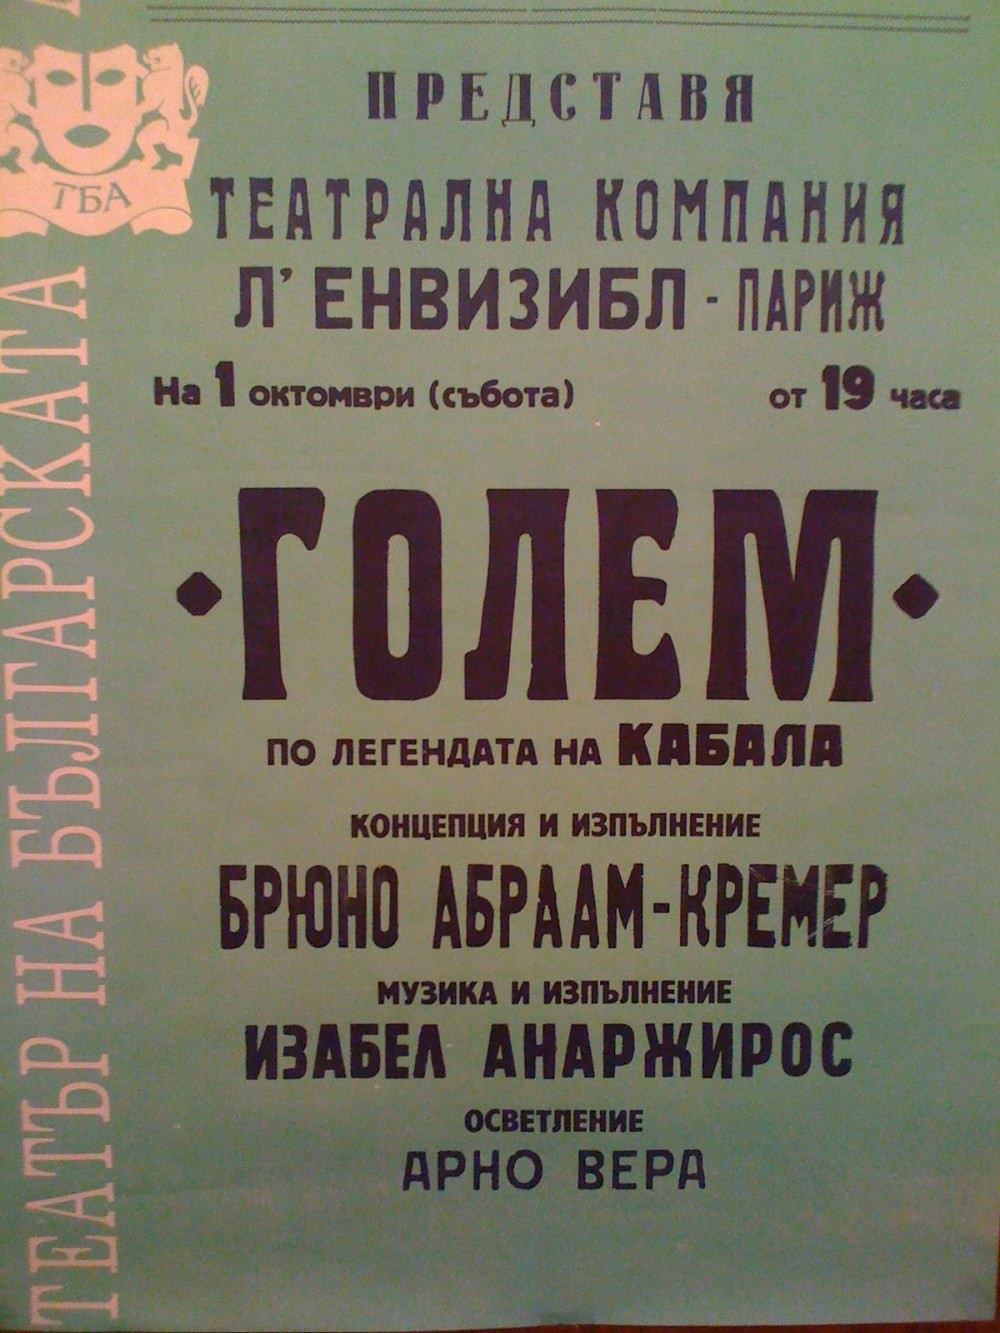 ПРЕДСТАВЯ
ТЕАТРАЛНА КОМПАНИЯ
Л'ЕНВИЗИБЛ - ПАРИЖ
На 1 октомври (събота) от 19 часа
ГОЛЕМ
ПО ЛЕГЕНДАТА НА КАБАЛА
КОНЦЕПЦИЯ И ИЗПЪЛНЕНИЕ
БРЮНО АБРААМ-КРЕМЕР
МУЗИКА И ИЗПЪЛНЕНИЕ
ИЗАБЕЛ АНАРЖИРОС
ОСВЕТЛЕНИЕ
АРНО ВЕРА
ТБА
ТЕАТЪР НА БЪЛГАРСКАТА